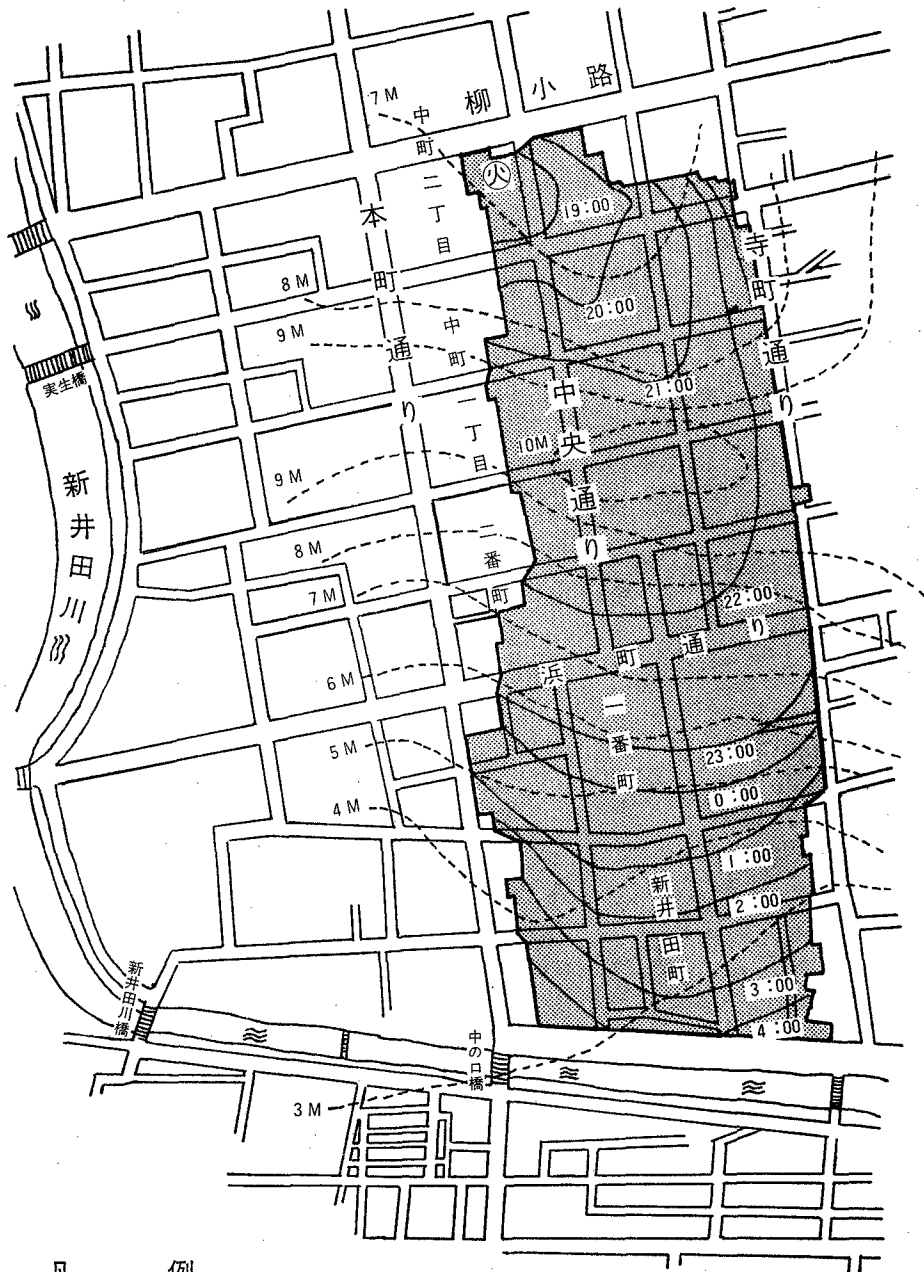 柳小路
7M
中町二丁目
火
19:00
本町通り
寺町通り
8M
20:00
9M
中町一丁目
21:00
実生橋
中央通り
10M
9M
新井田川
8M
二番町
7M
22:00
浜町通り
6M
一番町
5M
23:00
0:00
4M
1:00
新井田町
2:00
3:00
4:00
新井田川橋
中の口橋
3M
凡例